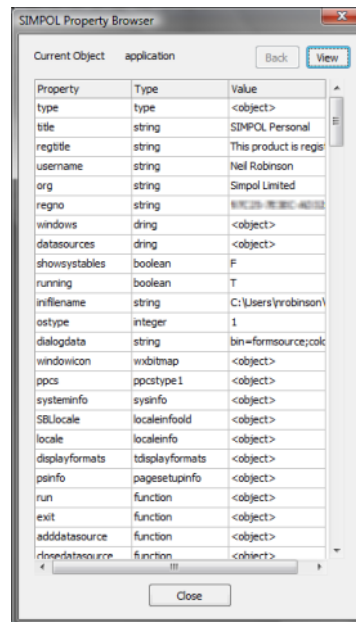 SIMPOL Property Browser
Current Object application Back View
Property Type Value
type type <object>
title string SIMPOL Personal
regtitle string This product is regis
username string Neil Robinson
org string Simpol Limited
regno string
windows dring <object>
datasources dring <object>
showsystables boolean F
running boolean T
inifilename string C:\Users\nrobinson\
ostype integer 1
dialogdata string bin=formsource;colo
windowicon wxbitmap <object>
ppcs ppcstype1 <object>
systeminfo sysinfo <object>
SBLlocale localeinfoold <object>
locale localeinfo <object>
displayformats tdisplayformats <object>
psinfo pagesetupinfo <object>
run function <object>
exit function <object>
adddatasource function <object>
closedatasource function <object>
Close